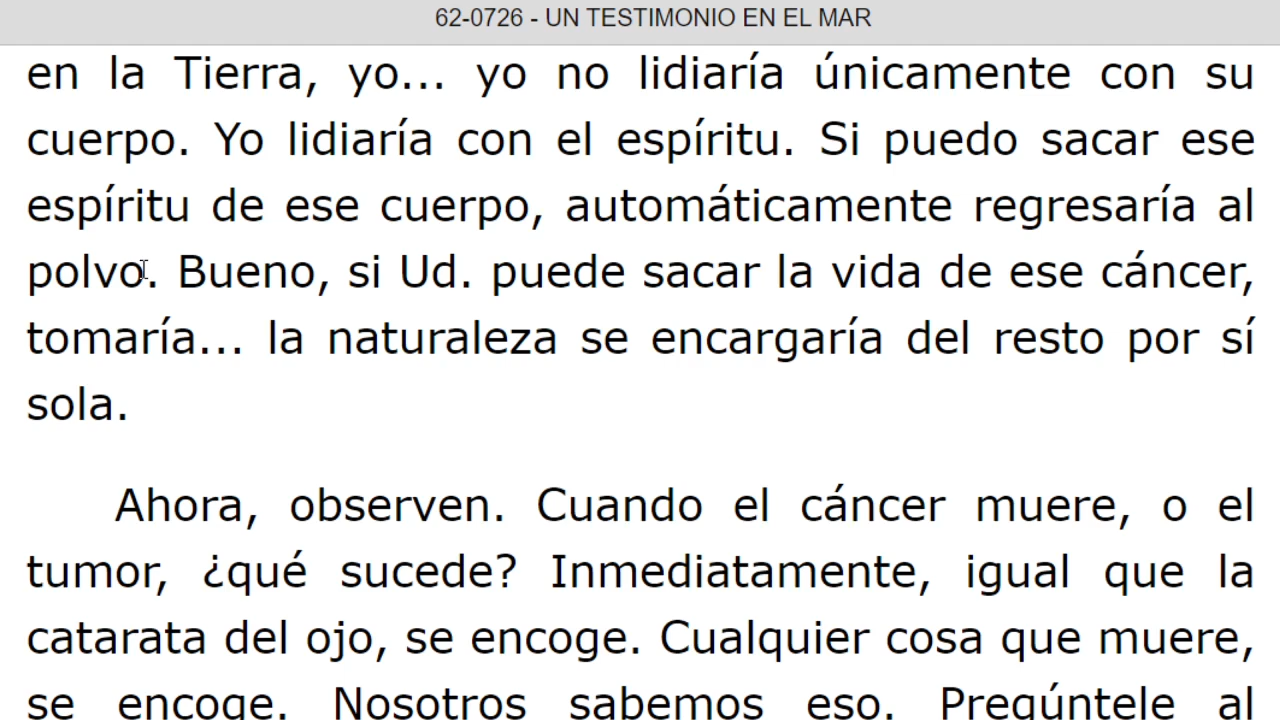 62-0726 - UN TESTIMONIO EN EL MAR
en la Tierra, yo... yo no lidiaría únicamente con su
cuerpo. Yo lidiaría con el espíritu. Si puedo sacar ese
espíritu de ese cuerpo, automáticamente regresaría al
polvo. Bueno, si Ud. puede sacar la vida de ese cáncer,
tomaría... la naturaleza se encargaría del resto por sí
sola.
Ahora, observen. Cuando el cáncer muere, o el
tumor, ¿qué sucede? Inmediatamente, igual que la
catarata del ojo, se encoge. Cualquier cosa que muere,
se encoge. Nosotros sabemos eso. Pregúntele al